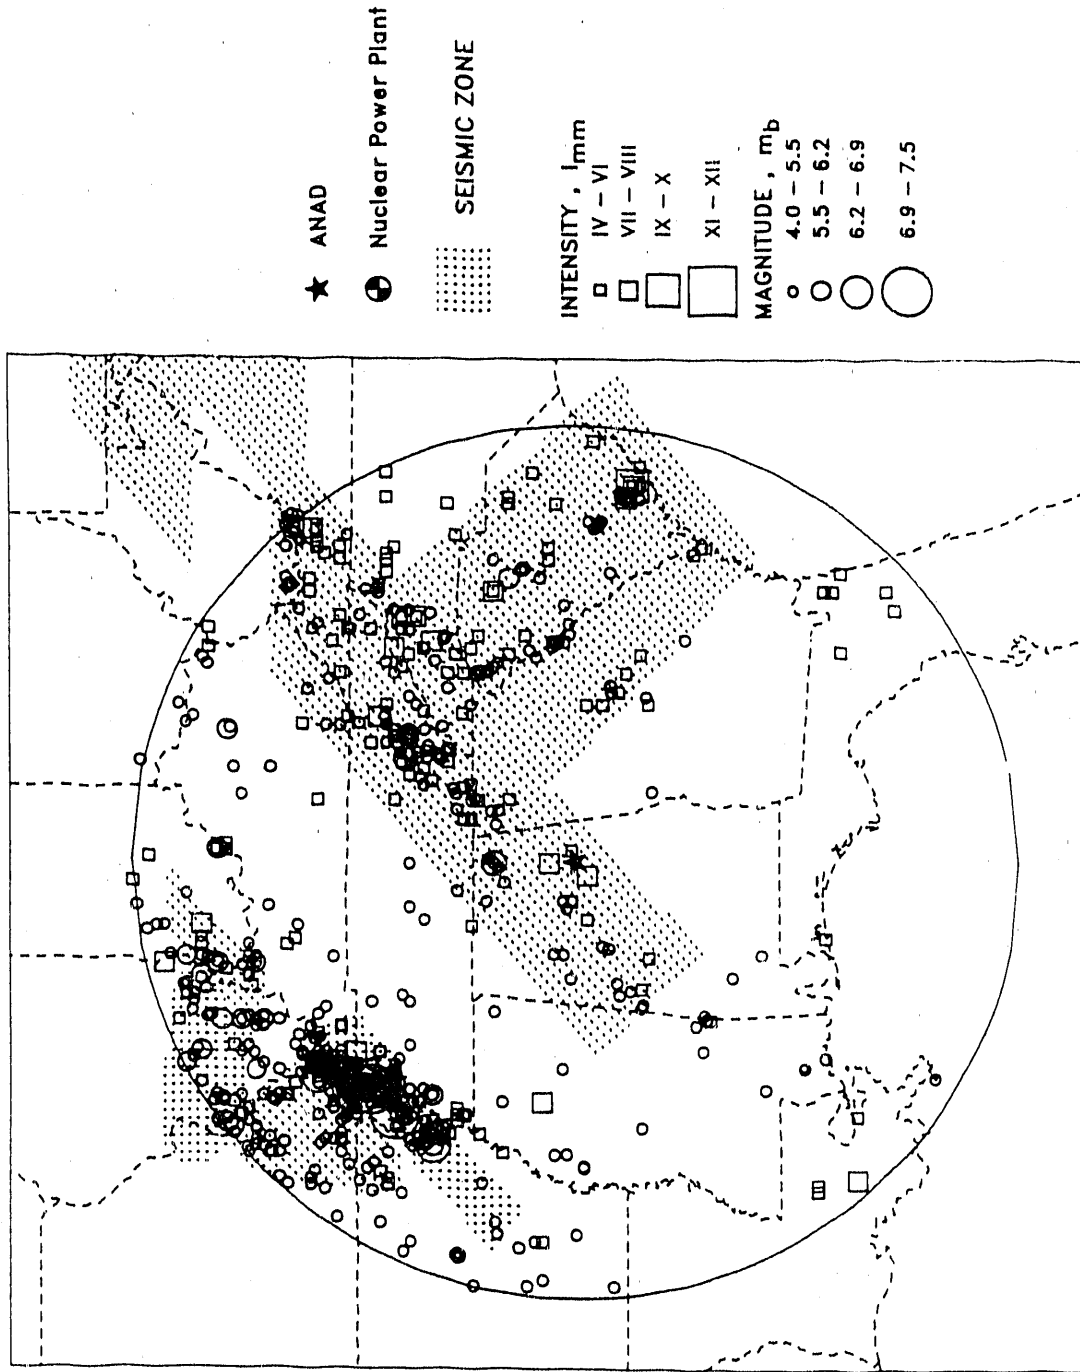 ANAD
Nuclear Power Plant
SEISMIC ZONE
INTENSITY , Imm
IV – VI
VII – VIII
IX – X
XI – XII
MAGNITUDE , mb
4.0 – 5.5
5.5 – 6.2
6.2 – 6.9
6.9 – 7.5